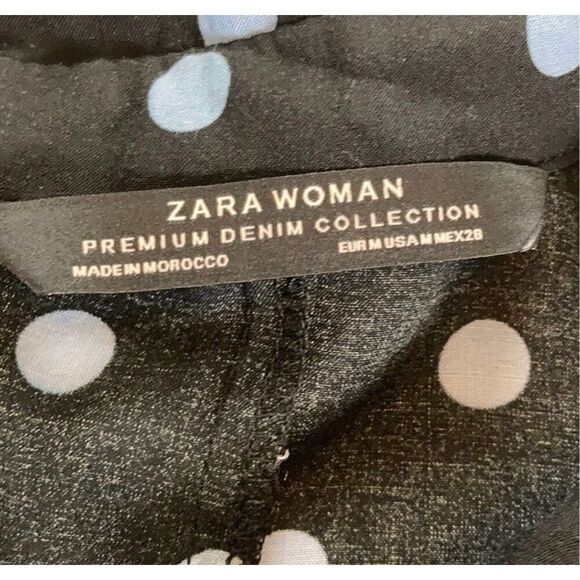 ZARA WOMAN
PREMIUM DENIM COLLECTION
MADE IN MOROCCO EUR M USA M MEX 28